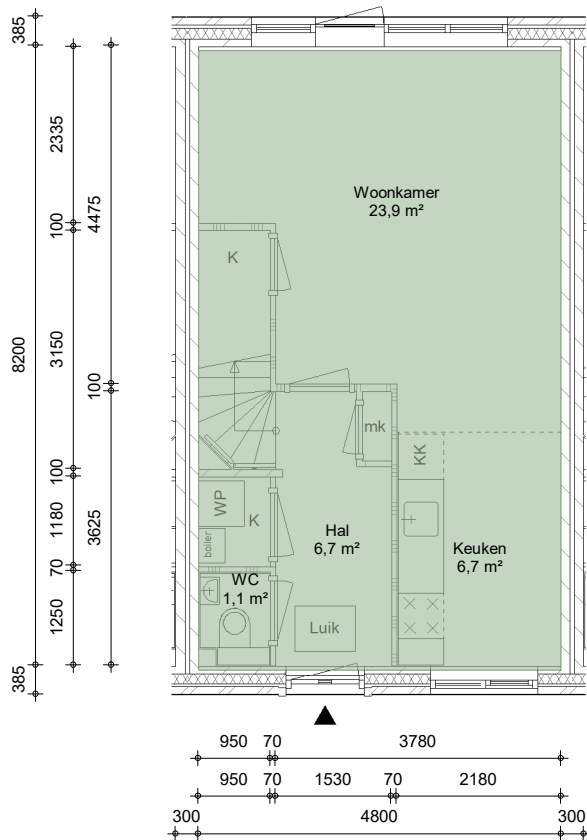 385
2335
100
4475
3150
8200
100
100
1180
3625
70
1250
385
Woonkamer
23,9 m²
K
mk
KK
WP
K
boiler
Hal
6,7 m²
Keuken
6,7 m²
WC
1,1 m²
Luik
950 70 3780
950 70 1530 70 2180
300 4800 300